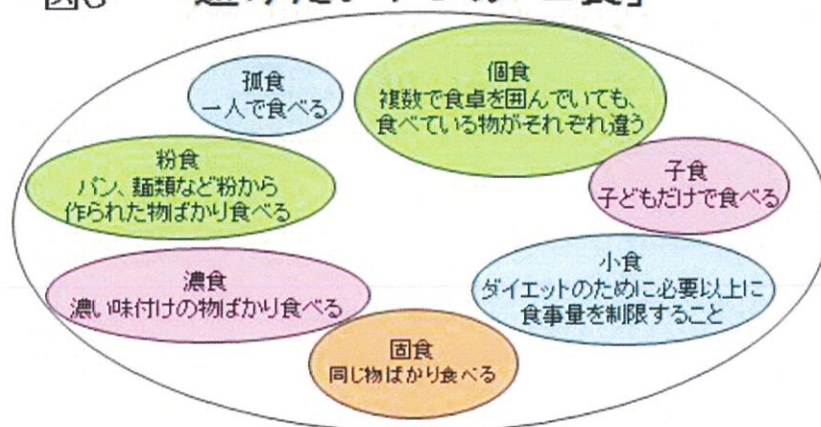 孤食
一人で食べる
個食
複数で食卓を囲んでいても、
食べている物がそれぞれ違う
粉食
パン、麺類など粉から
作られた物ばかり食べる
子食
子どもだけで食べる
濃食
濃い味付けの物ばかり食べる
小食
ダイエットのために必要以上に
食事量を制限すること
固食
同じ物ばかり食べる